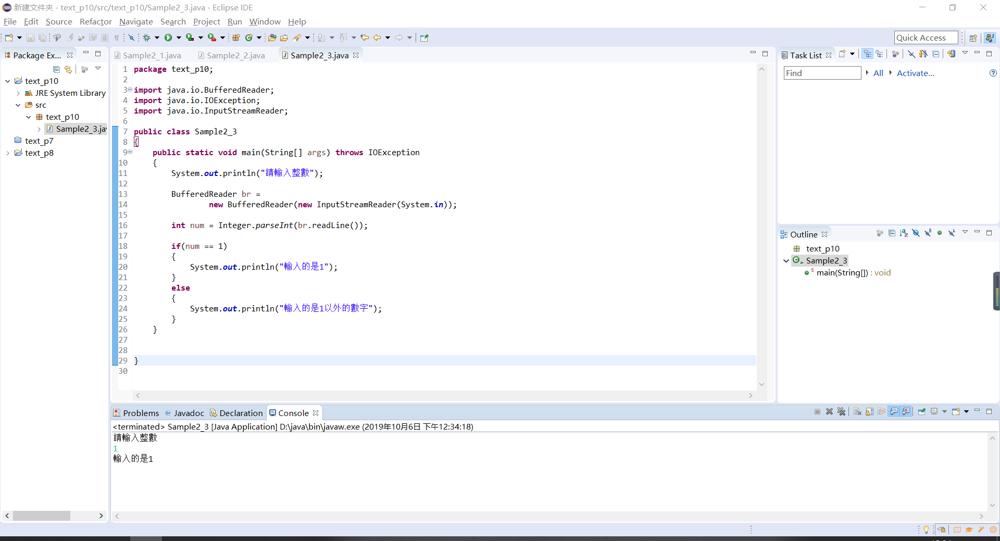 新建文件夹 - text_p10/src/text_p10/Sample2_3.java - Eclipse IDE
File Edit Source Refactor Navigate Search Project Run Window Help
Quick Access
Package Ex...
text_p10
JRE System Library
src
text_p10
Sample2_3.ja
text_p7
text_p8
Sample2_1.java Sample2_2.java Sample2_3.java
1 package text_p10;
2
3 import java.io.BufferedReader;
4 import java.io.IOException;
5 import java.io.InputStreamReader;
6
7 public class Sample2_3
8 {
9 public static void main(String[] args) throws IOException
10 {
11 System.out.println("請輸入整數");
12
13 BufferedReader br =
14 new BufferedReader(new InputStreamReader(System.in));
15
16 int num = Integer.parseInt(br.readLine());
17
18 if(num == 1)
19 {
20 System.out.println("輸入的是1");
21 }
22 else
23 {
24 System.out.println("輸入的是1以外的數字");
25 }
26 }
27
28
29 }
30
Task List
Find All Activate...
Outline
text_p10
Sample2_3
main(String[]) : void
Problems @ Javadoc Declaration Console
<terminated> Sample2_3 [Java Application] D:\java\bin\javaw.exe (2019年10月6日 下午12:34:18)
請輸入整數
1
輸入的是1